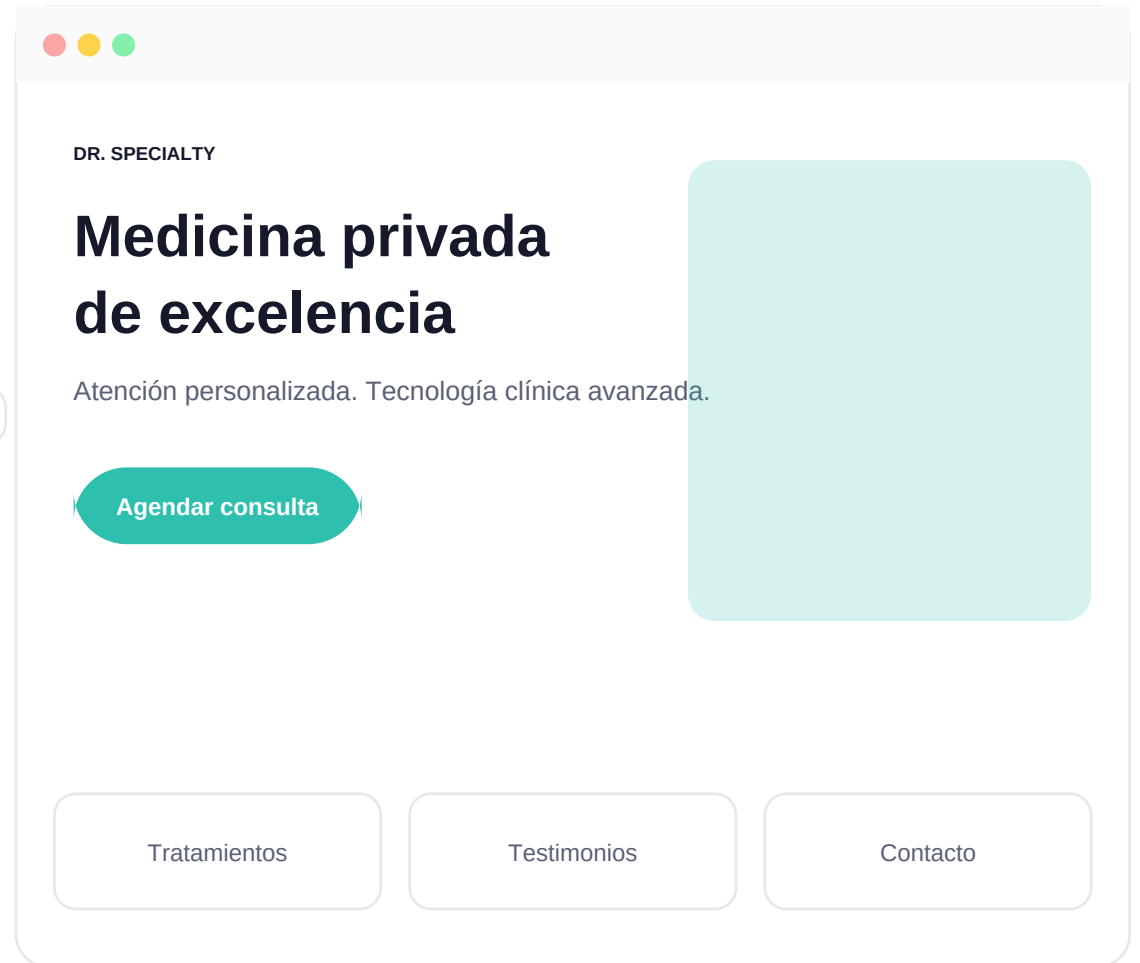 DR. SPECIALTY
Medicina privada
de excelencia
Atención personalizada. Tecnología clínica avanzada.
Agendar consulta
Tratamientos
Testimonios
Contacto